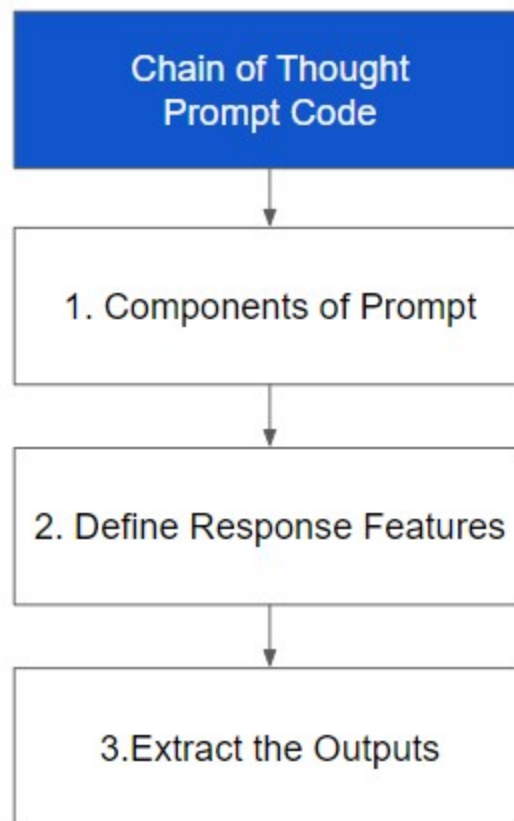 Chain of Thought
Prompt Code
1. Components of Prompt
2. Define Response Features
3.Extract the Outputs